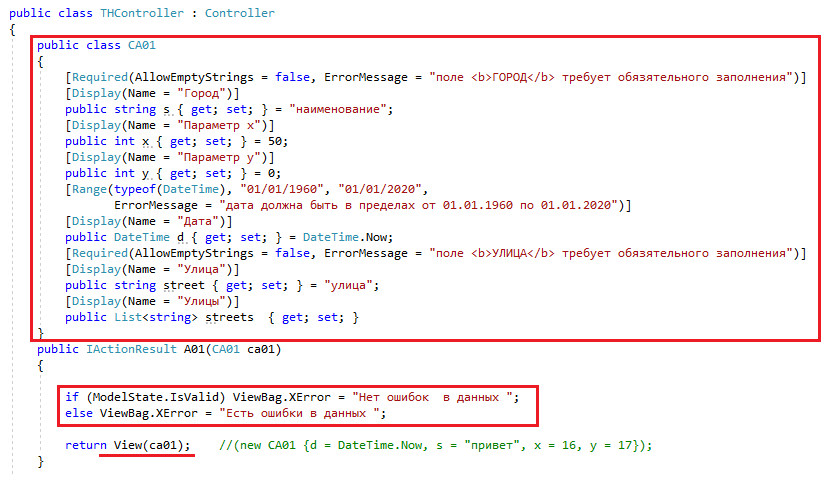 public class THController : Controller
{
public class CA01
{
[Required(AllowEmptyStrings = false, ErrorMessage = "поле <b>ГОРОД</b> требует обязятельного заполнения")]
[Display(Name = "Город")]
public string s { get; set; } = "наименование";
[Display(Name = "Параметр x")]
public int x { get; set; } = 50;
[Display(Name = "Параметр y")]
public int y { get; set; } = 0;
[Range(typeof(DateTime), "01/01/1960", "01/01/2020",
ErrorMessage = "дата должна быть в пределах от 01.01.1960 по 01.01.2020")]
[Display(Name = "Дата")]
public DateTime d { get; set; } = DateTime.Now;
[Required(AllowEmptyStrings = false, ErrorMessage = "поле <b>УЛИЦА</b> требует обязятельного заполнения")]
[Display(Name = "Улица")]
public string street { get; set; } = "улица";
[Display(Name = "Улицы")]
public List<string> streets  { get; set; }
}
public IActionResult A01(CA01 ca01)
{
if (ModelState.IsValid) ViewBag.XError = "Нет ошибок  в данных ";
else ViewBag.XError = "Есть ошибки в данных ";
return View(ca01);    //(new CA01 {d = DateTime.Now, s = "привет", x = 16, y = 17});
}